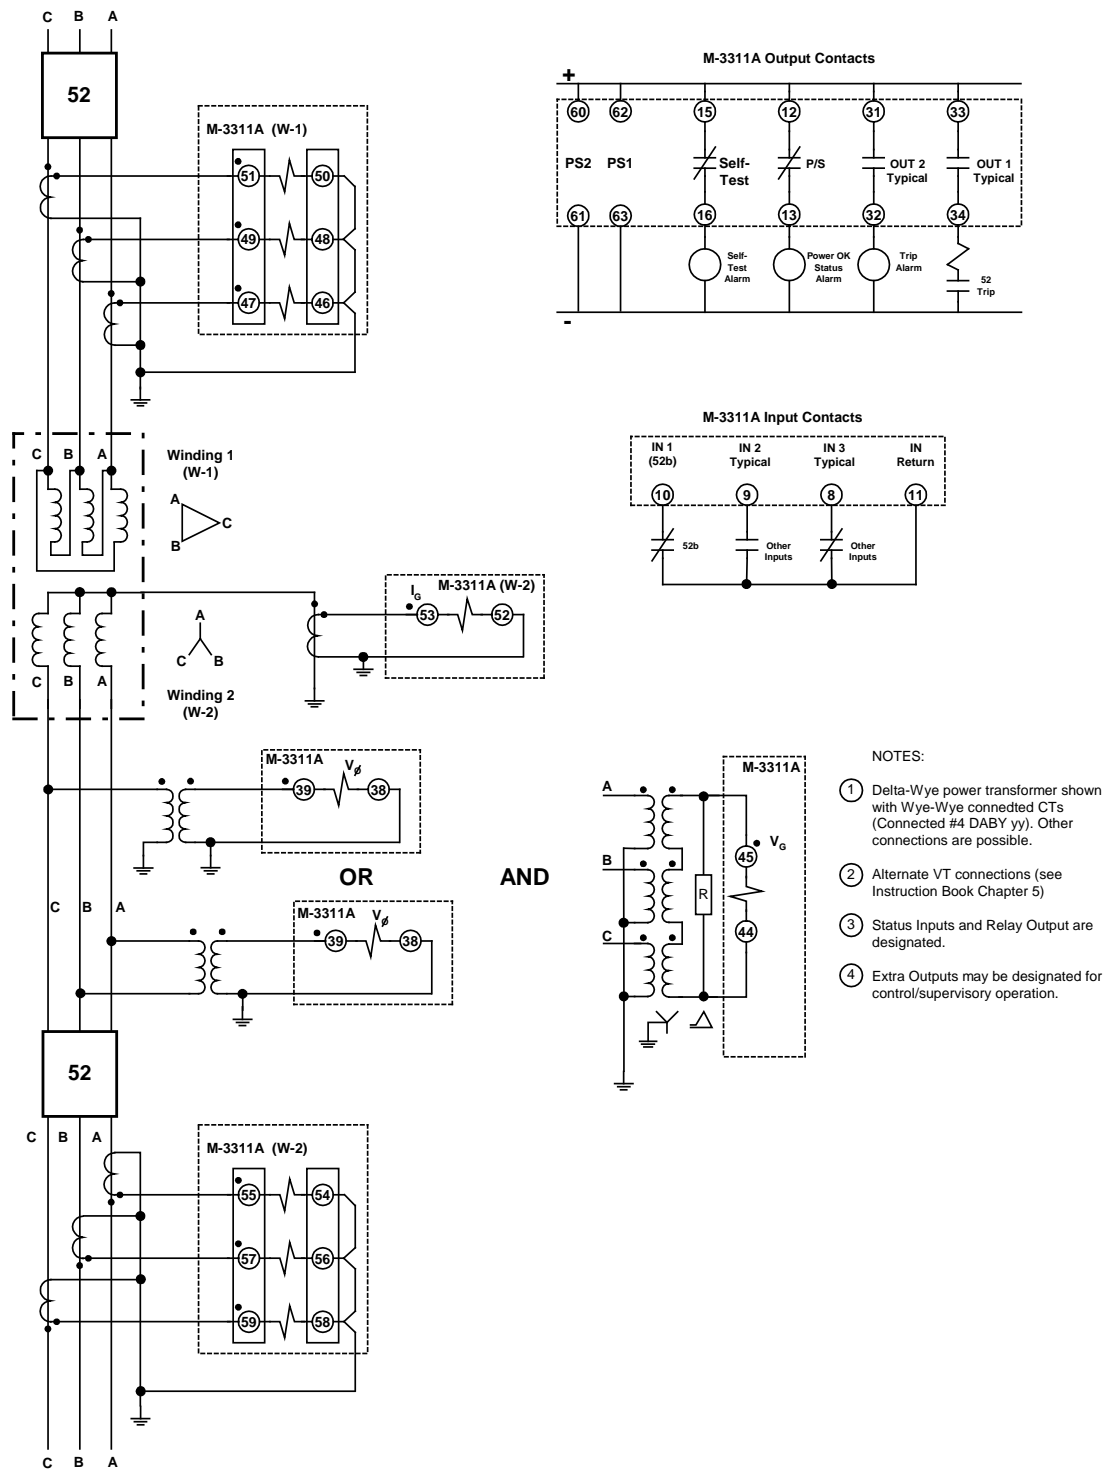 C B A
52
M-3311A (W-1)
51 50
49 48
47 46
C B A
Winding 1
(W-1)
A
B
C
A
C B
C B A
Winding 2
(W-2)
I G
M-3311A (W-2)
53 52
M-3311A
V ø
39 38
OR
C B A
M-3311A
V ø
39 38
52
C B A
M-3311A (W-2)
55 54
57 56
59 58
C B A
M-3311A Output Contacts
+
60 62 15 12 31 33
PS2 PS1
Self-
Test
P/S
OUT 2
Typical
OUT 1
Typical
61 63 16 13 32 34
Self-
Test
Alarm
Power OK
Status
Alarm
Trip
Alarm
52
Trip
-
M-3311A Input Contacts
IN 1
(52b)
IN 2
Typical
IN 3
Typical
IN
Return
10 9 8 11
52b
Other
Inputs
Other
Inputs
AND
M-3311A
A
B
C
R
45
V G
44
NOTES:
1 Delta-Wye power transformer shown
with Wye-Wye connedted CTs
(Connected #4 DABY yy). Other
connections are possible.
2 Alternate VT connections (see
Instruction Book Chapter 5)
3 Status Inputs and Relay Output are
designated.
4 Extra Outputs may be designated for
control/supervisory operation.